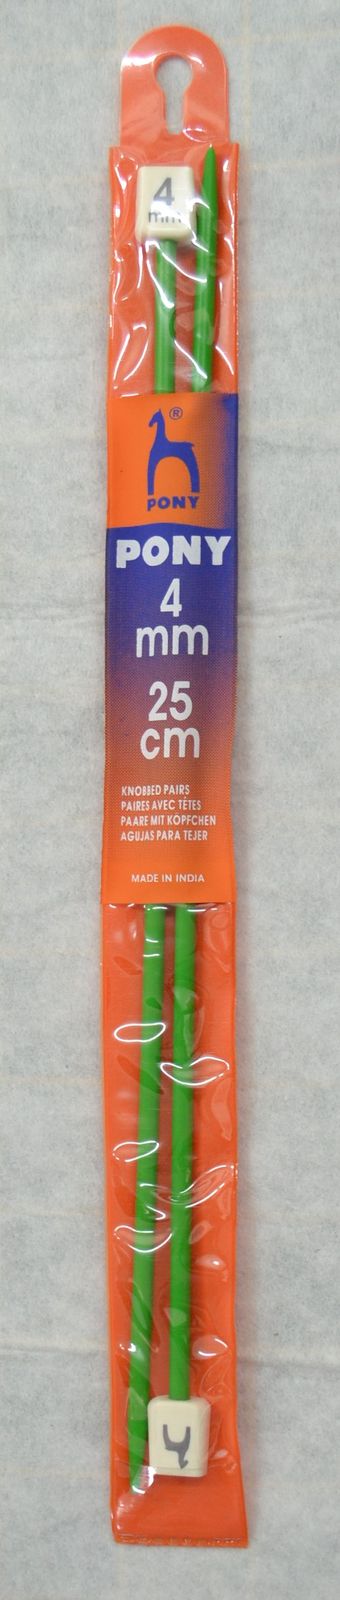 4
mm
®
PONY
PONY
4
mm
25
cm
KNOBBED PAIRS
PAIRES AVEC TÊTES
PAARE MIT KÖPFCHEN
AGUJAS PARA TEJER
MADE IN INDIA
4